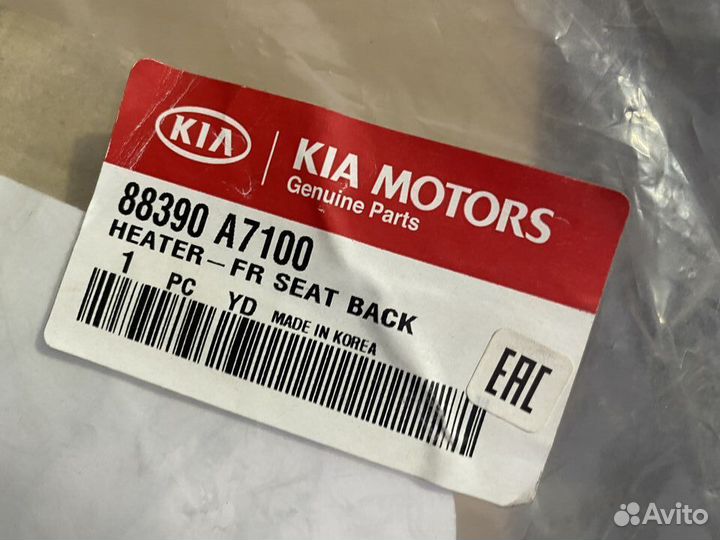 KIA
KIA MOTORS
Genuine Parts
88390 A7100
HEATER-FR SEAT BACK
1 PC YD MADE IN KOREA
EAC
Avito